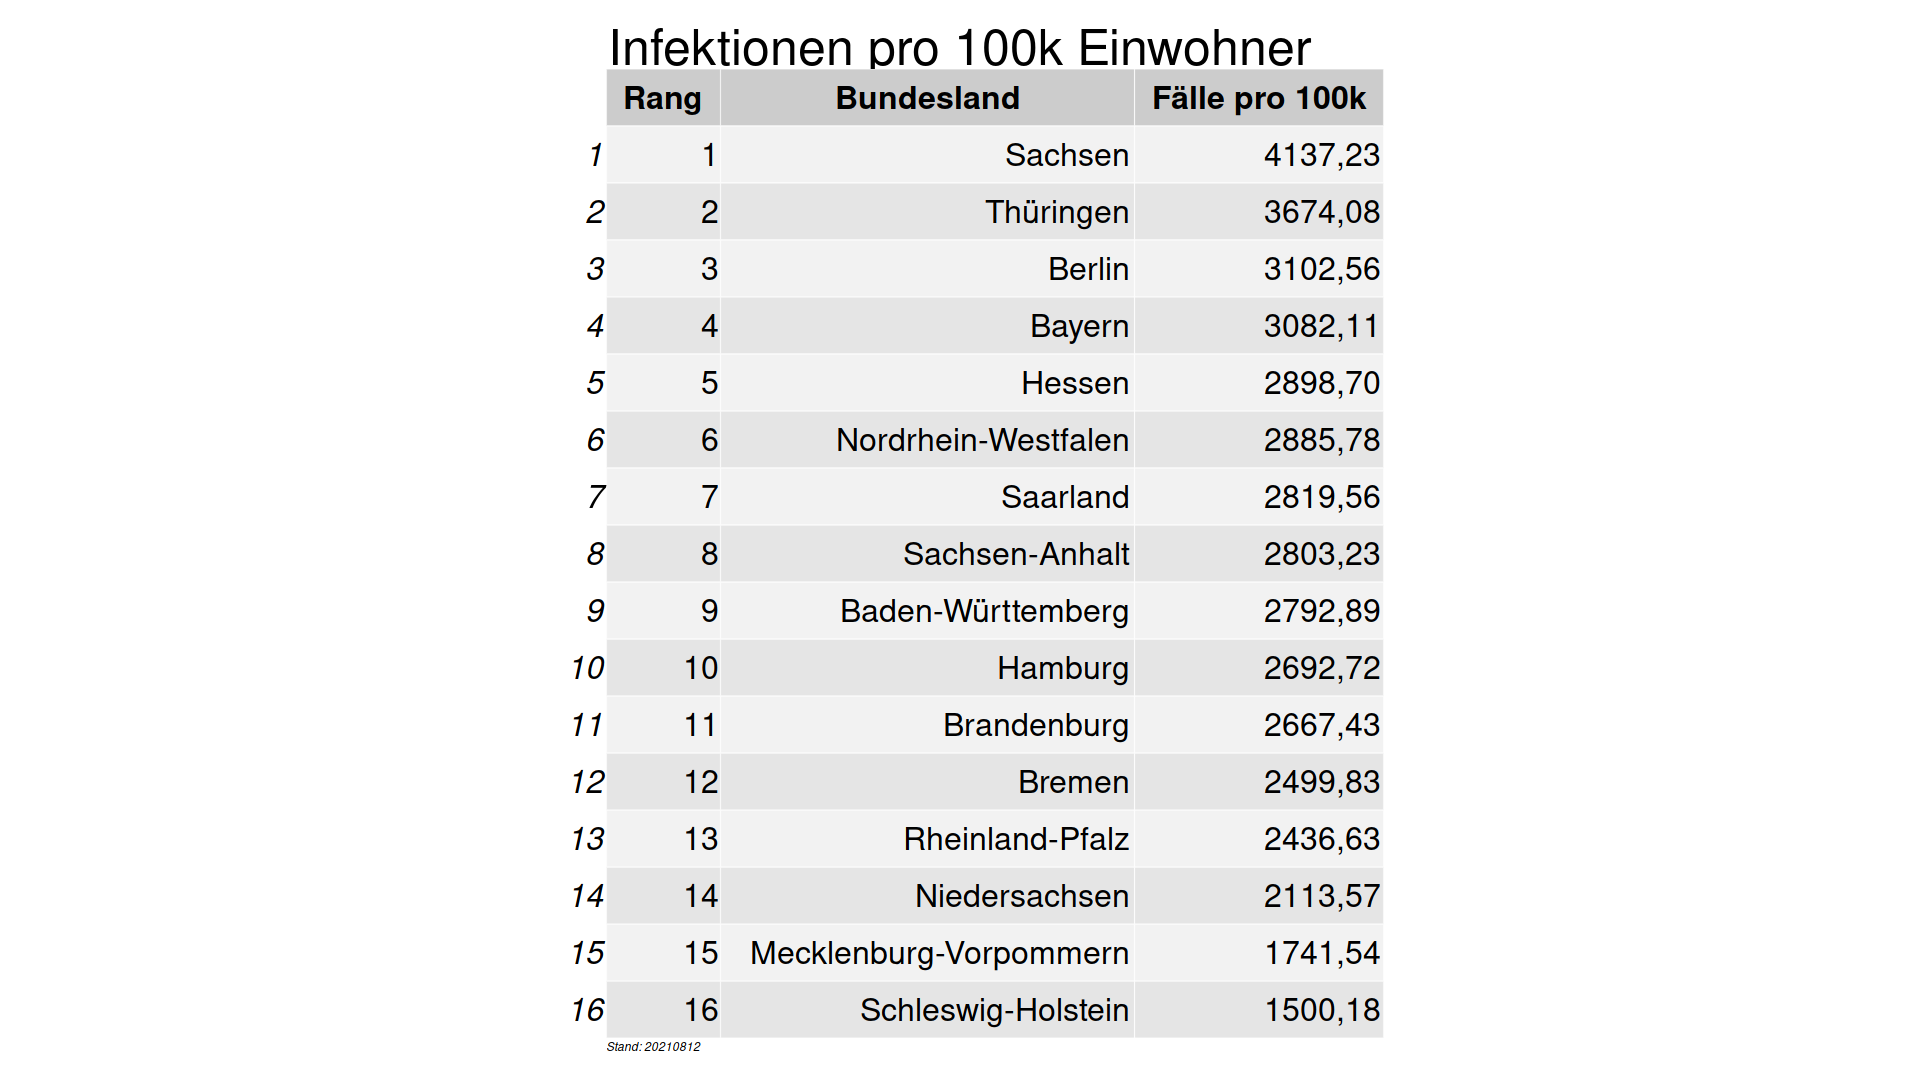 Infektionen pro 100k Einwohner
Rang Bundesland Fälle pro 100k
1 1 Sachsen 4137,23
2 2 Thüringen 3674,08
3 3 Berlin 3102,56
4 4 Bayern 3082,11
5 5 Hessen 2898,70
6 6 Nordrhein-Westfalen 2885,78
7 7 Saarland 2819,56
8 8 Sachsen-Anhalt 2803,23
9 9 Baden-Württemberg 2792,89
10 10 Hamburg 2692,72
11 11 Brandenburg 2667,43
12 12 Bremen 2499,83
13 13 Rheinland-Pfalz 2436,63
14 14 Niedersachsen 2113,57
15 15 Mecklenburg-Vorpommern 1741,54
16 16 Schleswig-Holstein 1500,18
Stand: 20210812